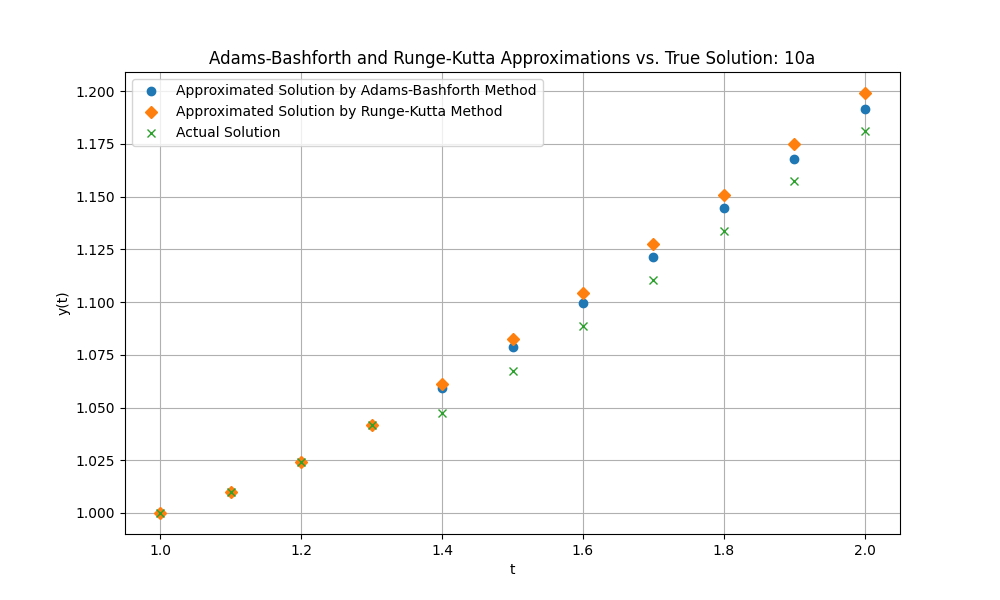 Adams-Bashforth and Runge-Kutta Approximations vs. True Solution: 10a
Approximated Solution by Adams-Bashforth Method
Approximated Solution by Runge-Kutta Method
Actual Solution
1.200
1.175
1.150
1.125
1.100
1.075
1.050
1.025
1.000
y(t)
1.0 1.2 1.4 1.6 1.8 2.0
t